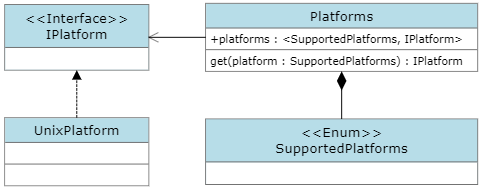 <<Interface>>
IPlatform
Platforms
+platforms : <SupportedPlatforms, IPlatform>
get(platform : SupportedPlatforms) : IPlatform
UnixPlatform
<<Enum>>
SupportedPlatforms